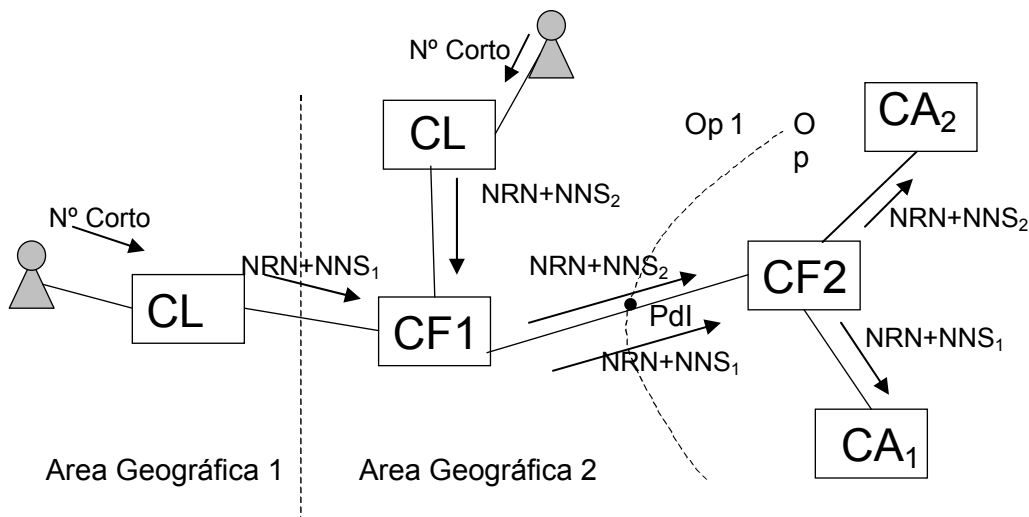 Nº Corto
CL
Op 1
O
p
CA₂
NRN+NNS₂
NRN+NNS₂
Nº Corto
NRN+NNS₁
NRN+NNS₂
CL
CF1
PdI
CF2
NRN+NNS₁
NRN+NNS₁
CA₁
Area Geográfica 1
Area Geográfica 2